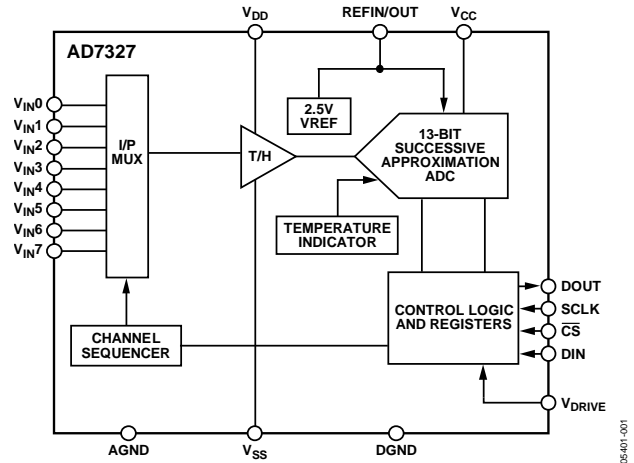 V_DD
REFIN/OUT
V_CC
AD7327
V_IN0
V_IN1
V_IN2
V_IN3
V_IN4
V_IN5
V_IN6
V_IN7
I/P
MUX
T/H
2.5V
VREF
13-BIT
SUCCESSIVE
APPROXIMATION
ADC
TEMPERATURE
INDICATOR
CHANNEL
SEQUENCER
CONTROL LOGIC
AND REGISTERS
DOUT
SCLK
C̅S̅
DIN
V_DRIVE
AGND
V_SS
DGND
05401-001